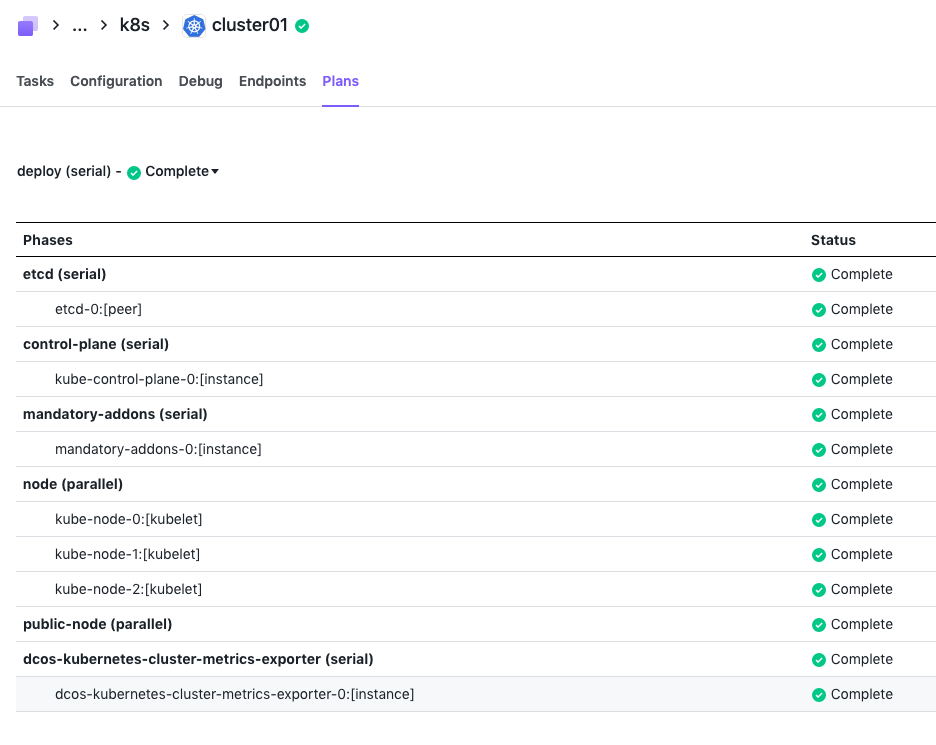 ... k8s cluster01
Tasks Configuration Debug Endpoints Plans
deploy (serial) - Complete
Phases Status
etcd (serial) Complete
etcd-0:[peer] Complete
control-plane (serial) Complete
kube-control-plane-0:[instance] Complete
mandatory-addons (serial) Complete
mandatory-addons-0:[instance] Complete
node (parallel) Complete
kube-node-0:[kubelet] Complete
kube-node-1:[kubelet] Complete
kube-node-2:[kubelet] Complete
public-node (parallel) Complete
dcos-kubernetes-cluster-metrics-exporter (serial) Complete
dcos-kubernetes-cluster-metrics-exporter-0:[instance] Complete